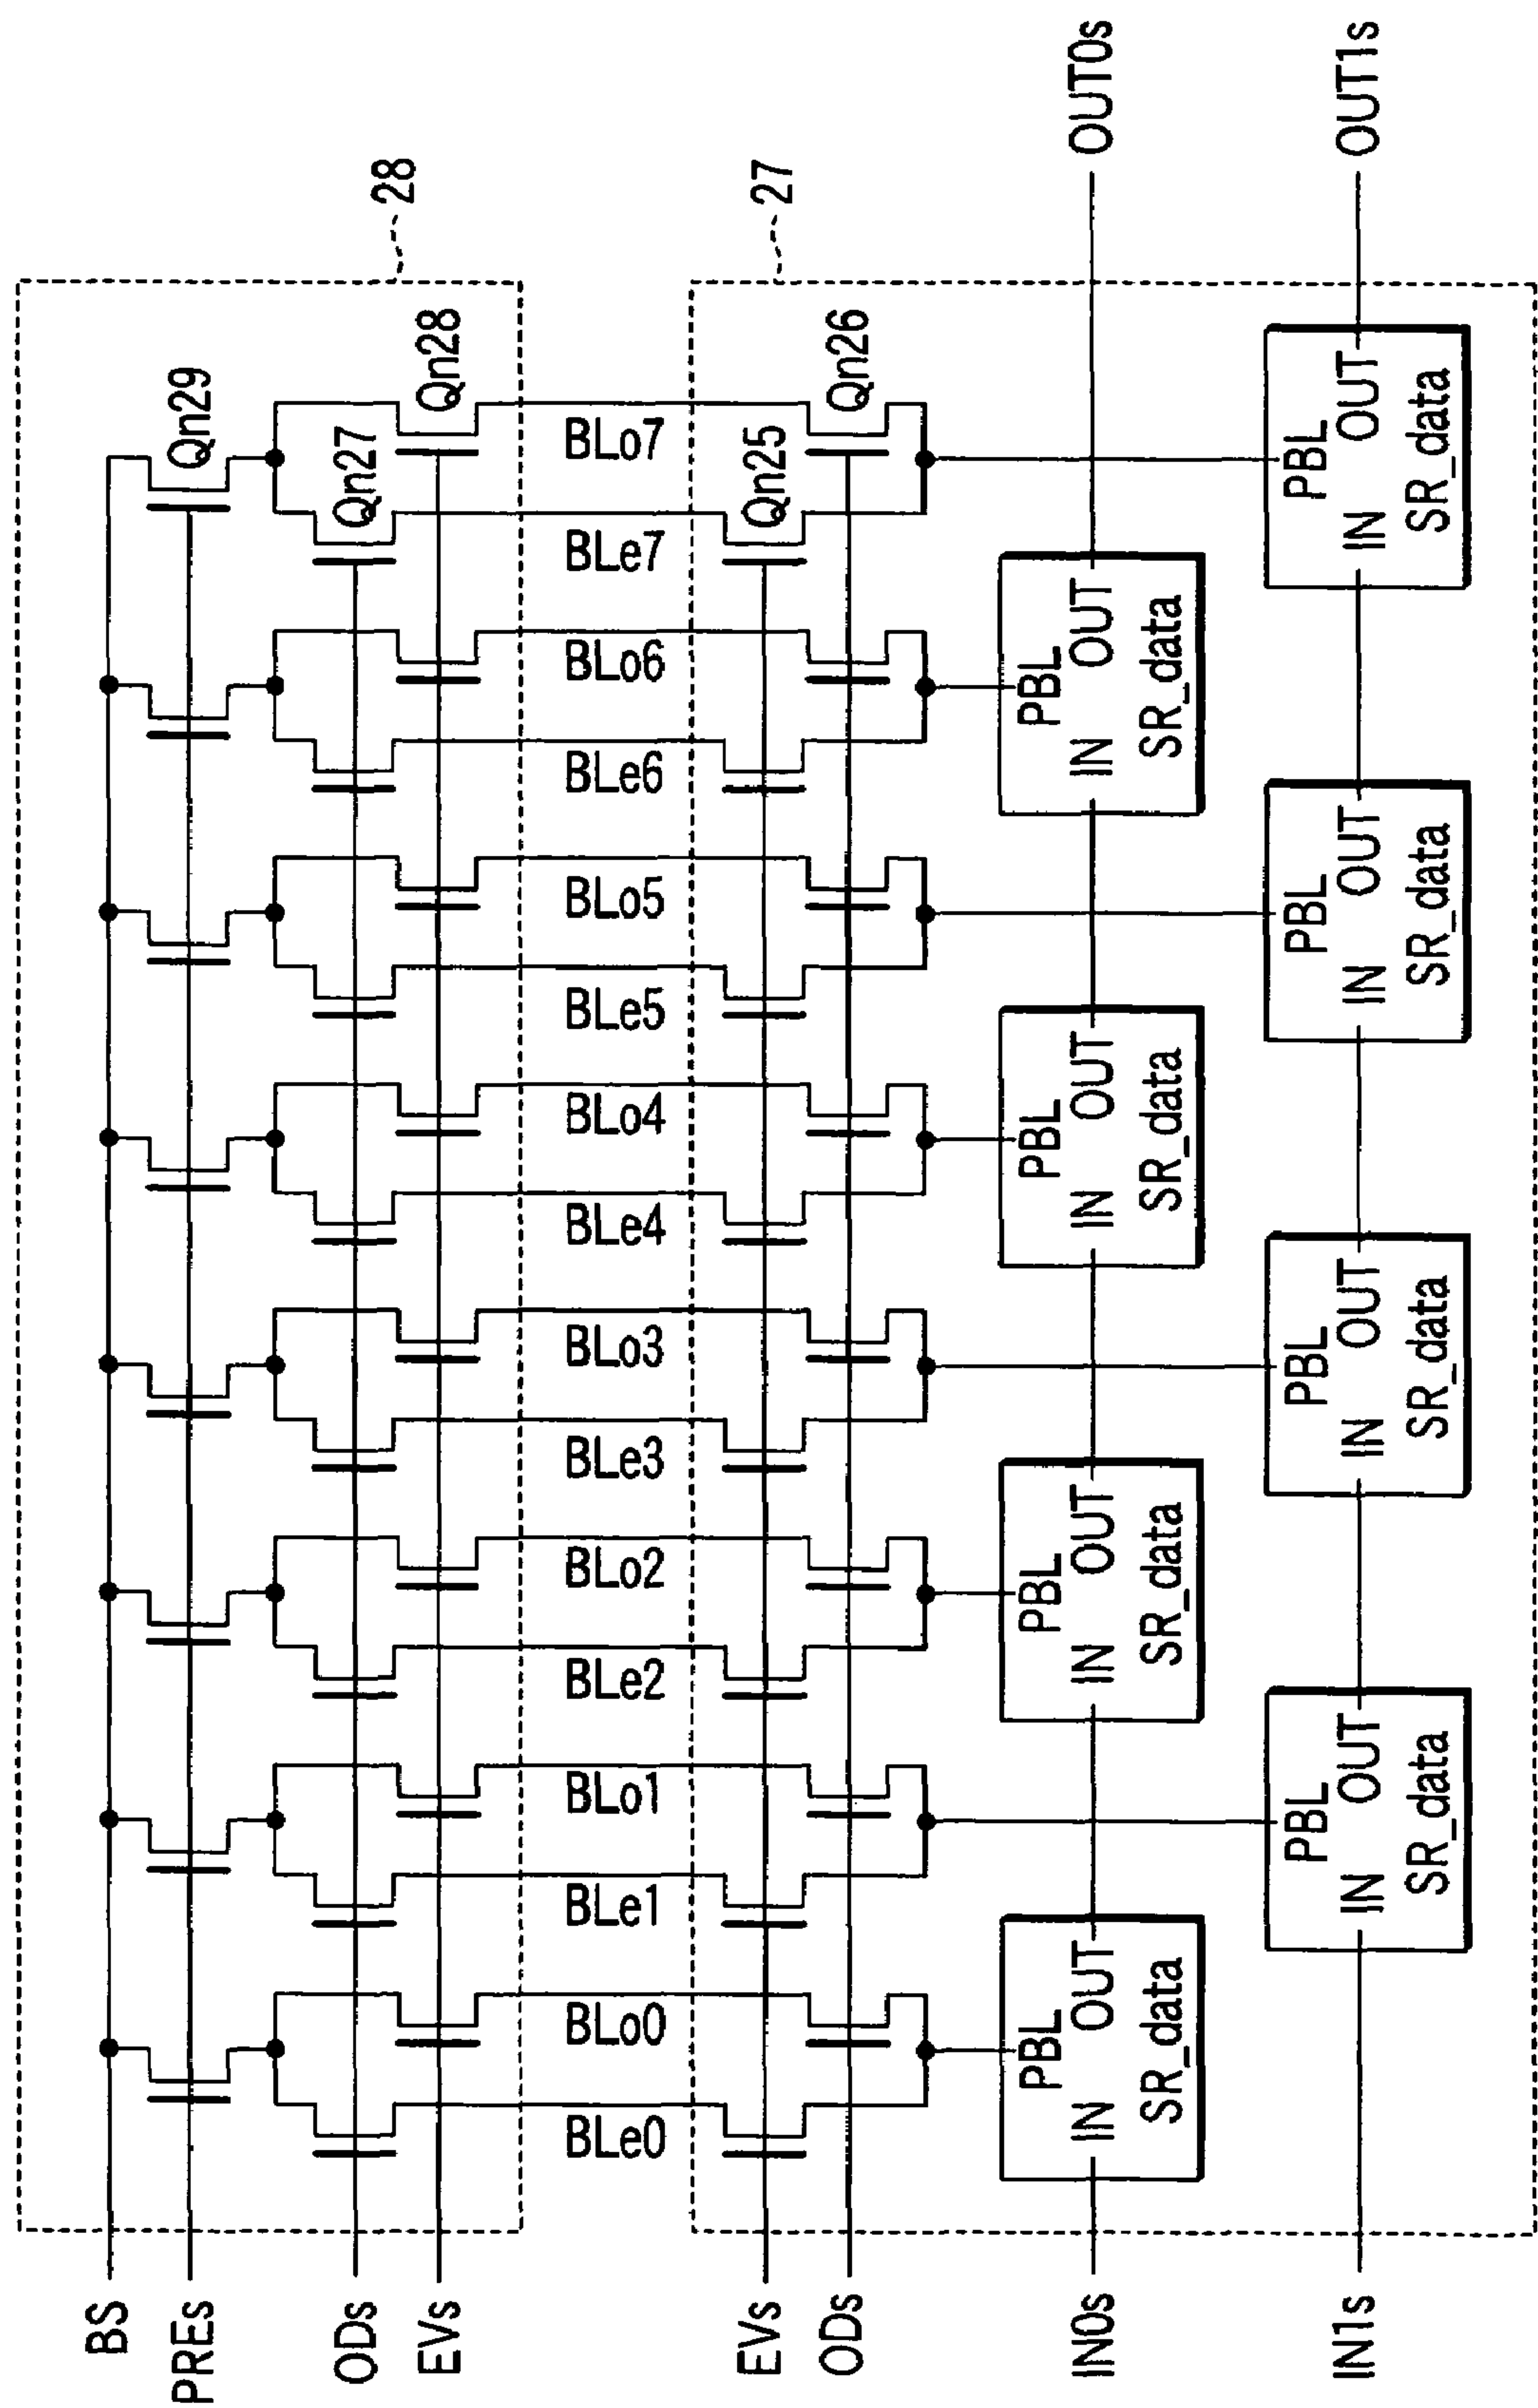 BS
PREs
Qn29
28
ODs
Qn27
EVs
Qn28
BLe0
BLo0
BLe1
BLo1
BLe2
BLo2
BLe3
BLo3
BLe4
BLo4
BLe5
BLo5
BLe6
BLo6
BLe7
BLo7
27
EVs
Qn25
ODs
Qn26
IN0s
PBL
IN
OUT
SR_data
PBL
IN
OUT
SR_data
PBL
IN
OUT
SR_data
PBL
IN
OUT
SR_data
OUT0s
IN1s
PBL
IN
OUT
SR_data
PBL
IN
OUT
SR_data
PBL
IN
OUT
SR_data
PBL
IN
OUT
SR_data
OUT1s